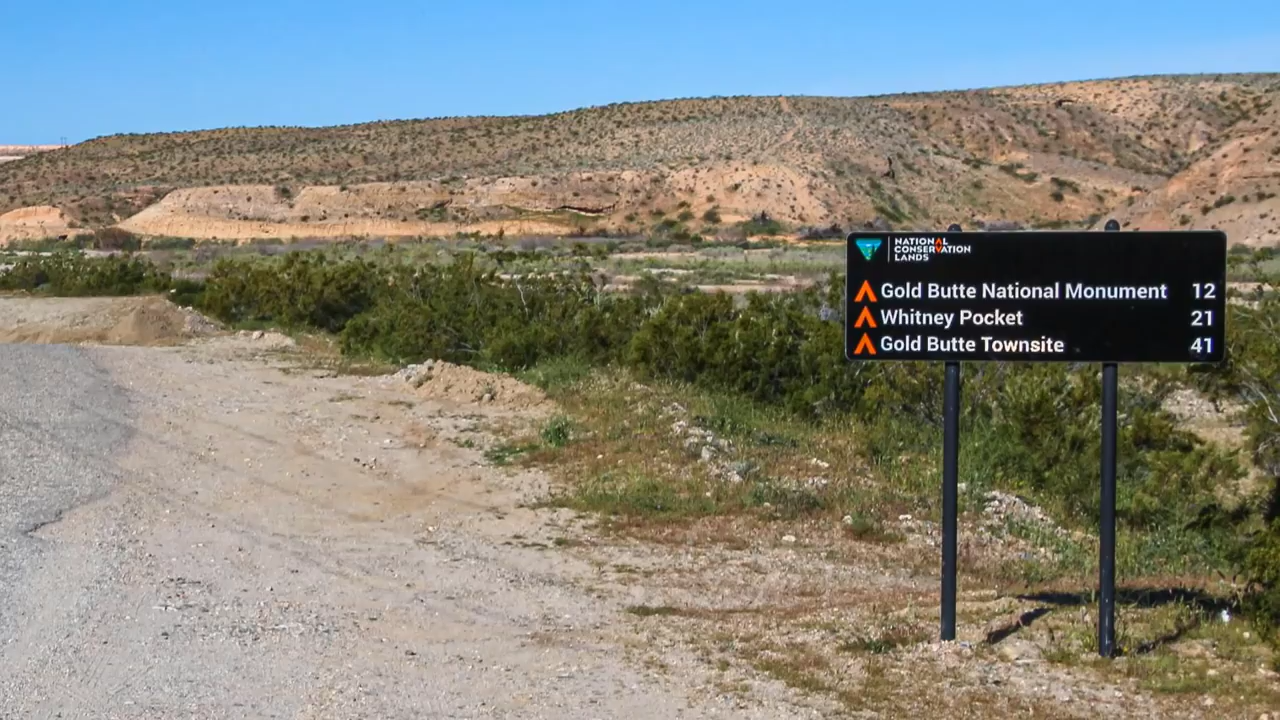 NATIONAL
CONSERVATION
LANDS
Gold Butte National Monument 12
Whitney Pocket 21
Gold Butte Townsite 41